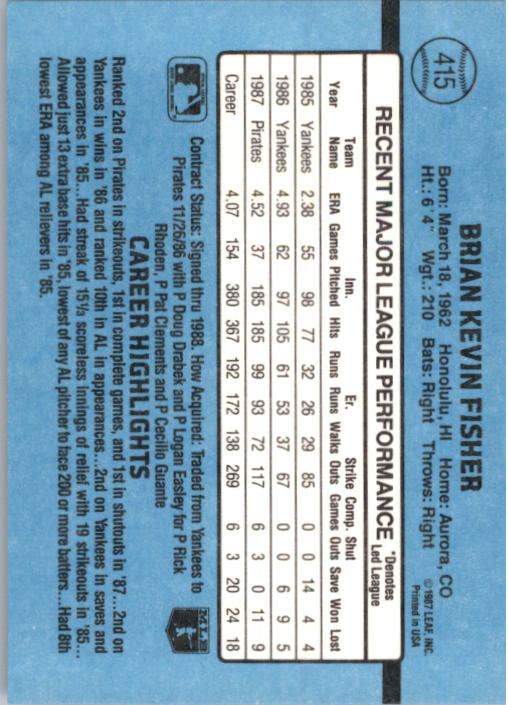 415
BRIAN KEVIN FISHER
Born: March 18, 1962 Honolulu, HI Home: Aurora, CO
Ht.: 6' 4" Wgt.: 210 Bats: Right Throws: Right
©1987 LEAF, INC.
Printed in USA
RECENT MAJOR LEAGUE PERFORMANCE
*Denotes
Led League
Team Inn. Er. Strike Comp. Shut
Year Name ERA Games Pitched Hits Runs Runs Walks Outs Games Outs Save Won Lost
1985 Yankees 2.38 55 98 77 32 26 29 85 0 0 14 4 4
1986 Yankees 4.93 62 97 105 61 53 37 67 0 0 6 9 5
1987 Pirates 4.52 37 185 185 99 93 72 117 6 3 0 11 9
Career 4.07 154 380 367 192 172 138 269 6 3 20 24 18
Contract Status: Signed thru 1988. How Acquired: Traded from Yankees to
Pirates 11/26/86 with P Doug Drabek and P Logan Easley for P Rick
Rhoden, P Pat Clements and P Cecilio Guante
MLB
CAREER HIGHLIGHTS
Ranked 2nd on Pirates in strikeouts, 1st in complete games, and 1st in shutouts in '87...2nd on
Yankees in wins in '86 and ranked 10th in AL in appearances...2nd on Yankees in saves and
appearances in '85...Had streak of 15⅓ scoreless innings of relief with 19 strikeouts in '85...
Allowed just 13 extra base hits in '85, lowest of any AL pitcher to face 200 or more batters...Had 8th
lowest ERA among AL relievers in '85.